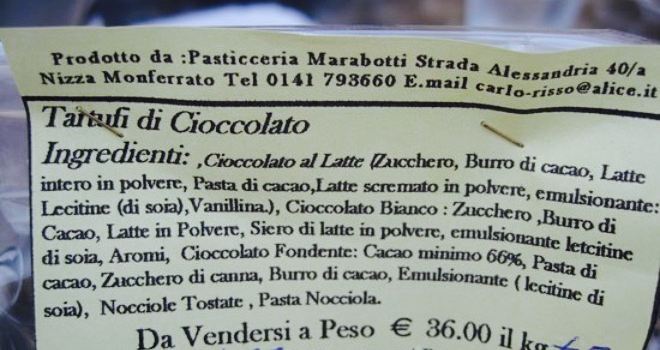 Prodotto da :Pasticceria Marabotti Strada Alessandria 40/a
Nizza Monferrato Tel 0141 793660 E.mail carlo-risso@alice.it
Tartufi di Cioccolato
Ingredienti: ,Cioccolato al Latte (Zucchero, Burro di cacao, Latte
intero in polvere, Pasta di cacao,Latte scremato in polvere, emulsionante:
Lecitine (di soia),Vanillina.), Cioccolato Bianco : Zucchero ,Burro di
Cacao, Latte in Polvere, Siero di latte in polvere, emulsionante letcitine
di soia, Aromi, Cioccolato Fondente: Cacao minimo 66%, Pasta di
cacao, Zucchero di canna, Burro di cacao, Emulsionante ( lecitine di
soia), Nocciole Tostate , Pasta Nocciola.
Da Vendersi a Peso € 36.00 il kg